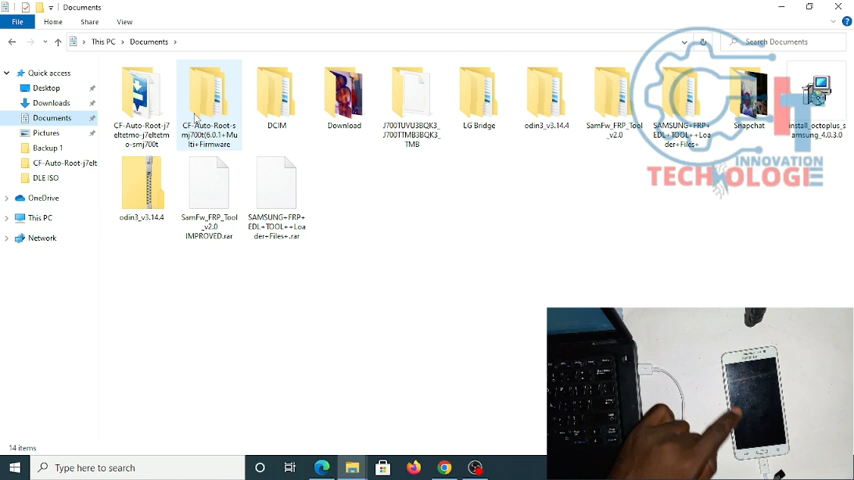 Documents
File
Home
Share
View
This PC
Documents
Search Documents
Quick access
Desktop
Downloads
Documents
Pictures
Backup 1
CF-Auto-Root-j7elt
DLE ISO
OneDrive
This PC
Network
CF-Auto-Root-j7
eltetmo-j7eltetm
o-smj700t
CF-Auto-Root-s
mj700t(6.0.1+Mu
lti+Firmware
DCIM
Download
J700TUVU3BQK3_
J700TTMB3BQK3_
TMB
LG Bridge
odin3_v3.14.4
SamFw_FRP_Tool
_v2.0
SAMSUNG+FRP+
EDL+TOOL++Loa
der+Files+
Snapchat
install_octoplus_s
amsung_4.0.3.0
odin3_v3.14.4
SamFw_FRP_Tool
_v2.0
IMPROVED.rar
SAMSUNG+FRP+
EDL+TOOL++Loa
der+Files+.rar
IT
INNOVATION
TECHNOLOGIE
14 items
Type here to search